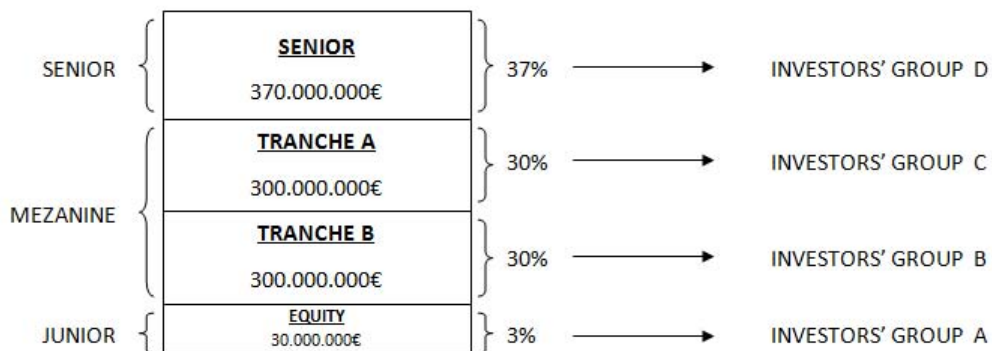 SENIOR
SENIOR
370.000.000€
37%
INVESTORS' GROUP D
MEZANINE
TRANCHE A
300.000.000€
30%
INVESTORS' GROUP C
TRANCHE B
300.000.000€
30%
INVESTORS' GROUP B
JUNIOR
EQUITY
30.000.000€
3%
INVESTORS' GROUP A